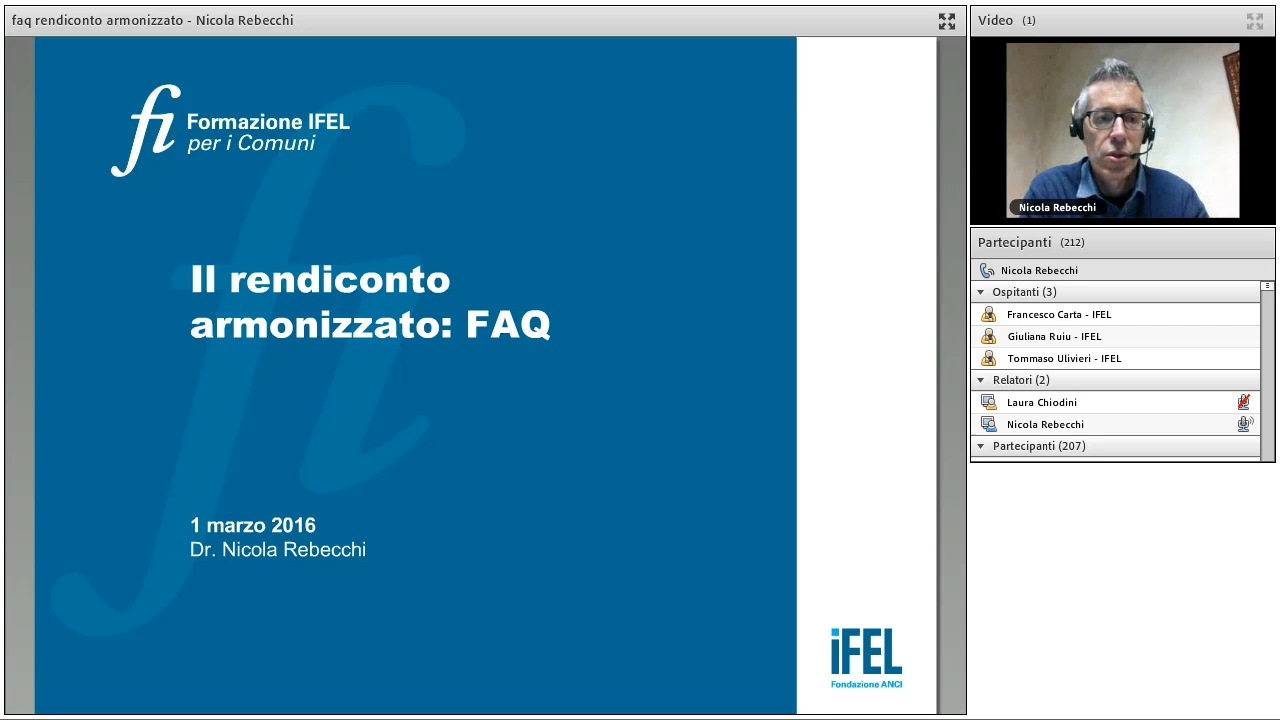 faq rendiconto armonizzato - Nicola Rebecchi
fi
Formazione IFEL
per i Comuni
Il rendiconto
armonizzato: FAQ
1 marzo 2016
Dr. Nicola Rebecchi
iFEL
Fondazione ANCI
Video (1)
Nicola Rebecchi
Partecipanti (212)
Nicola Rebecchi
Ospitanti (3)
Francesco Carta - IFEL
Giuliana Ruiu - IFEL
Tommaso Ulivieri - IFEL
Relatori (2)
Laura Chiodini
Nicola Rebecchi
Partecipanti (207)